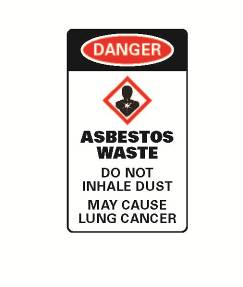 DANGER
ASBESTOS
WASTE
DO NOT
INHALE DUST
MAY CAUSE
LUNG CANCER